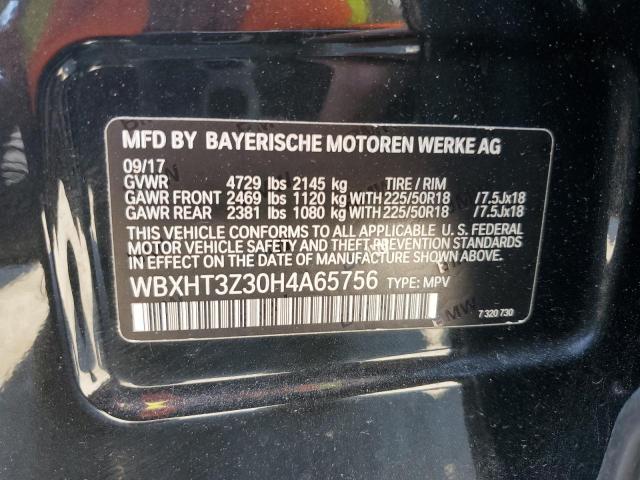 MFD BY BAYERISCHE MOTOREN WERKE AG
09/17
GVWR 4729 lbs 2145 kg TIRE / RIM
GAWR FRONT 2469 lbs 1120 kg WITH 225/50R18 /7.5Jx18
GAWR REAR 2381 lbs 1080 kg WITH 225/50R18 /7.5Jx18
THIS VEHICLE CONFORMS TO ALL APPLICABLE U. S. FEDERAL
MOTOR VEHICLE SAFETY AND THEFT PREVENTION STANDARDS
IN EFFECT ON THE DATE OF MANUFACTURE SHOWN ABOVE.
WBXHT3Z30H4A65756 TYPE: MPV
7 320 730